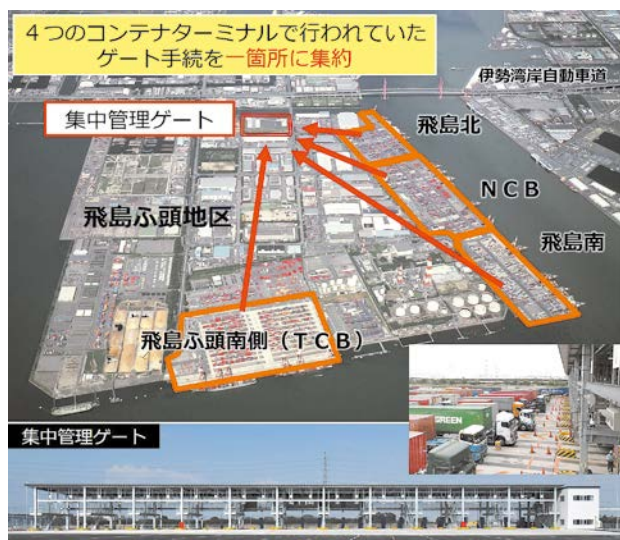 ４つのコンテナターミナルで行われていた
ゲート手続を一箇所に集約
伊勢湾岸自動車道
集中管理ゲート
飛島北
ＮＣＢ
飛島ふ頭地区
飛島南
飛島ふ頭南側（ＴＣＢ）
GREEN
集中管理ゲート